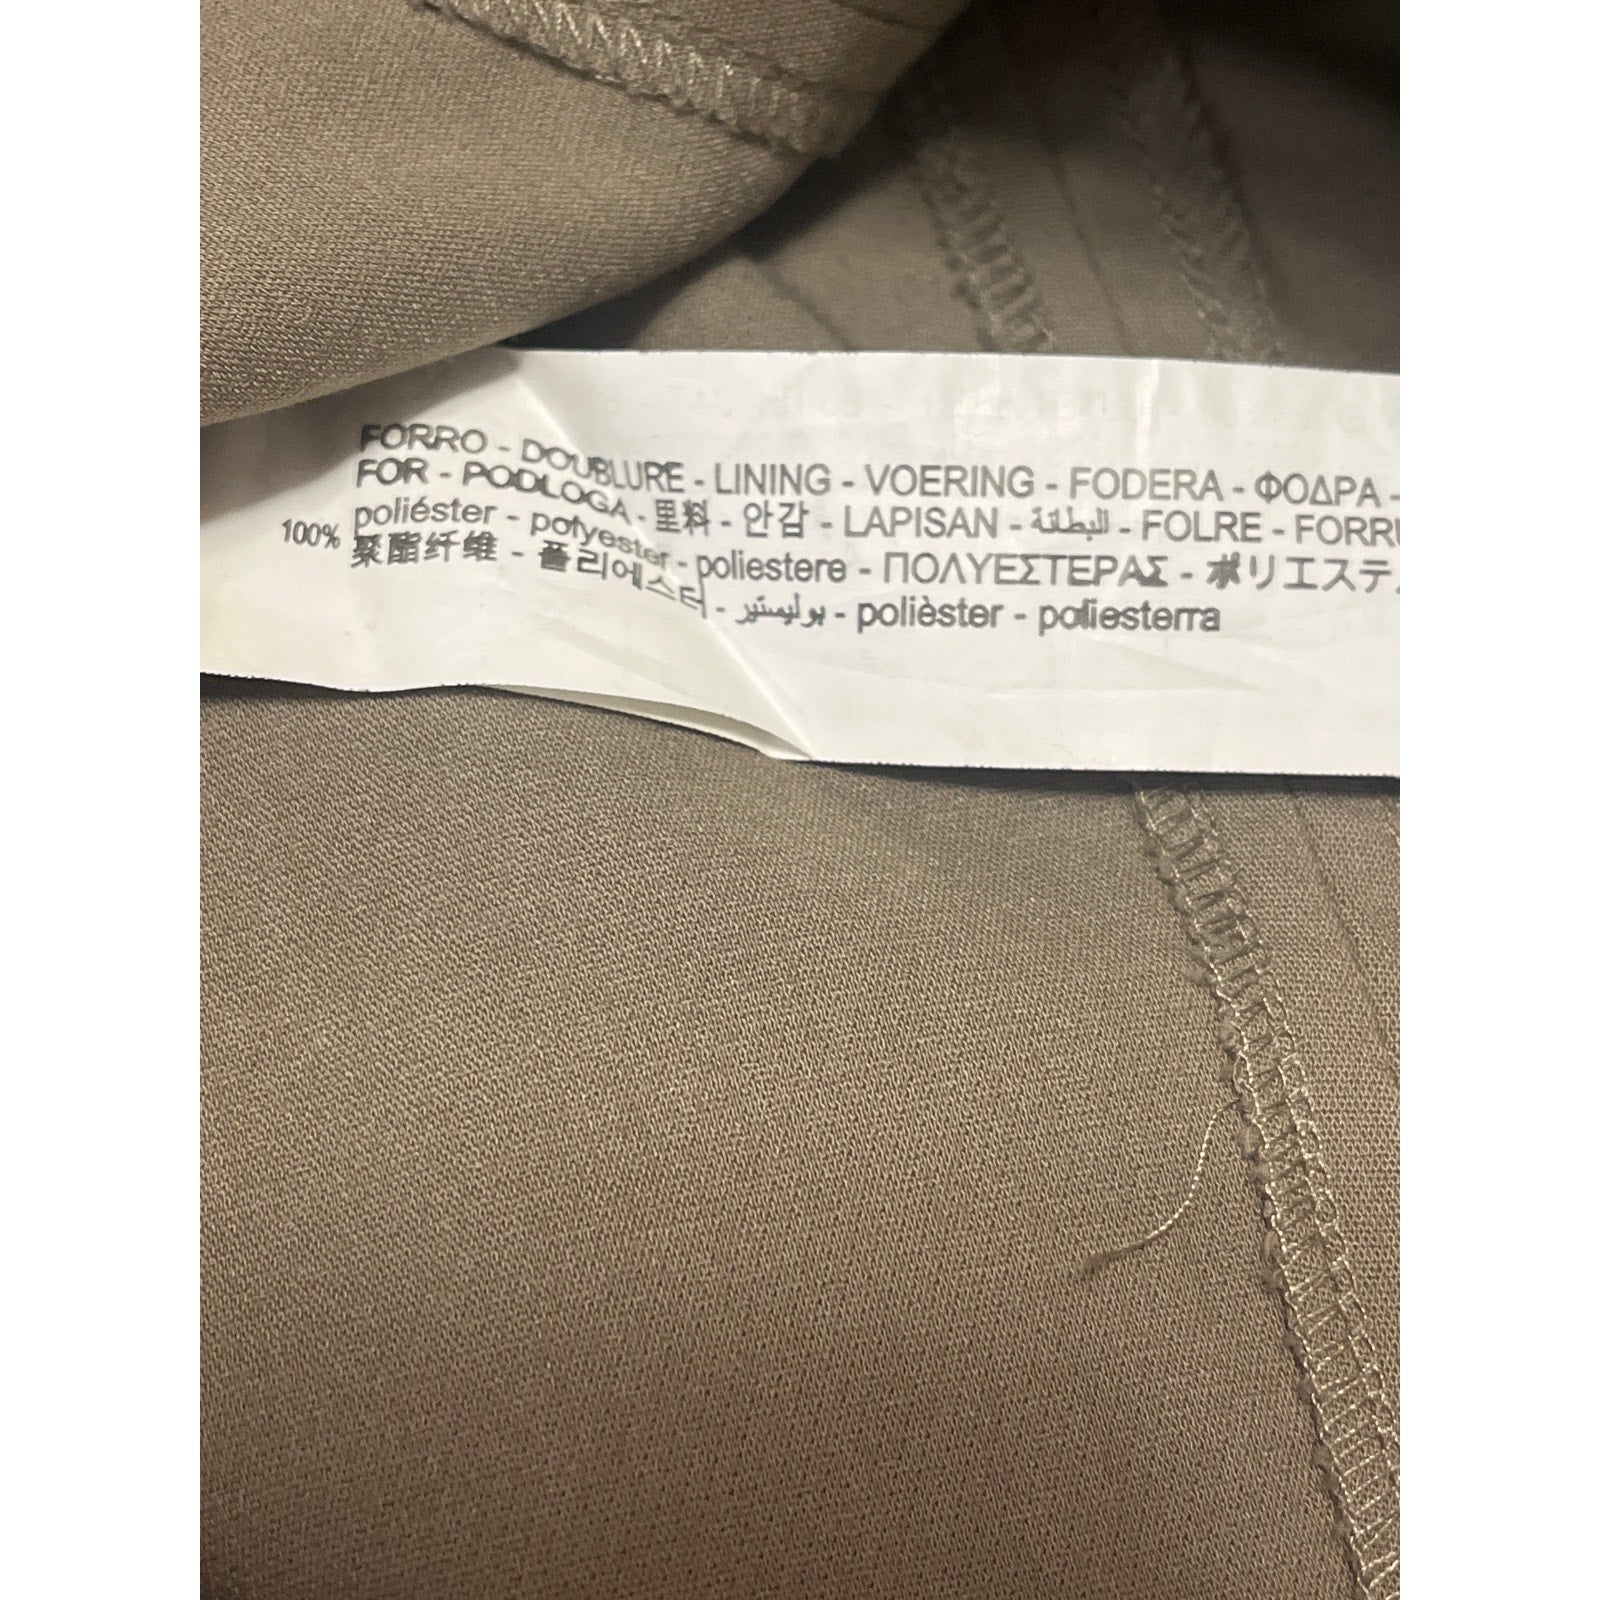 FORRO - DOUBLURE - LINING - VOERING - FODERA - ΦΟΔΡΑ -
FOR - PODLOGA - 里料 - 안감 - LAPISAN - البطانة - FOLRE - FORRU
100% poliéster - polyester - poliestere - ΠΟΛΥΕΣΤΕΡΑΣ - ポリエステ
聚酯纤维 - 폴리에스터 - بوليستير - polièster - poliesterra